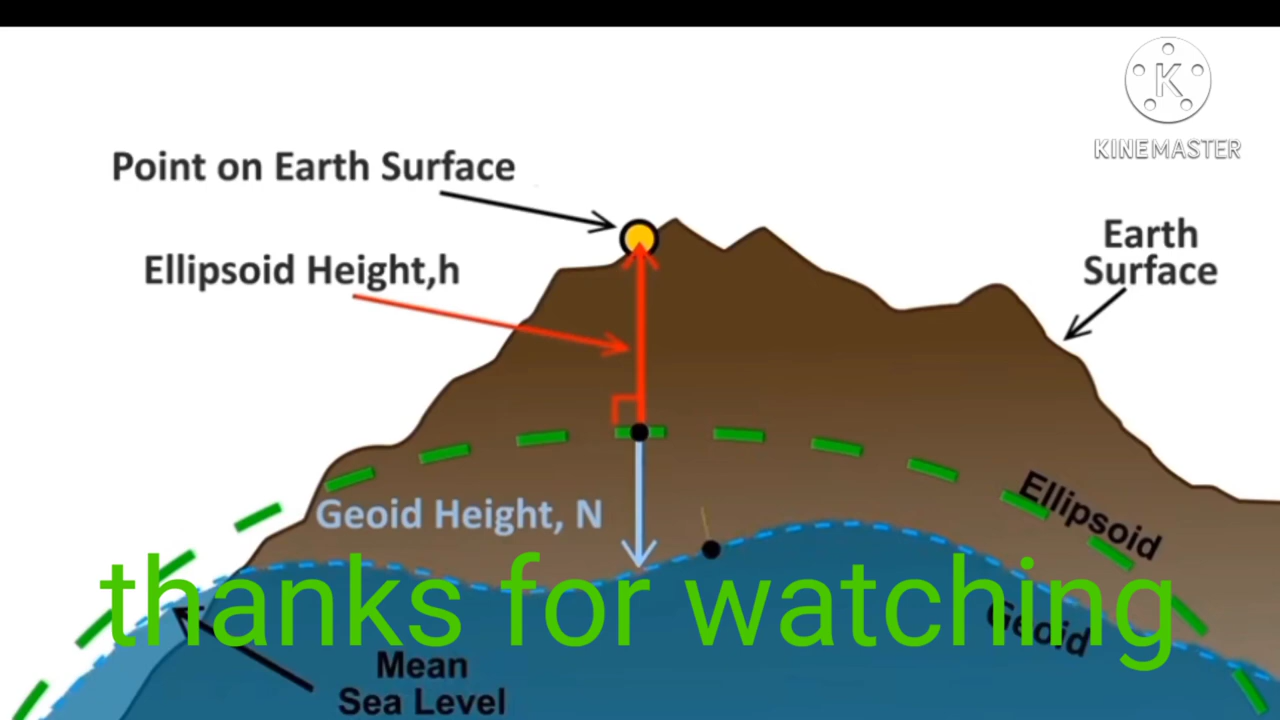 K
KINEMASTER
Point on Earth Surface
Earth
Surface
Ellipsoid Height,h
Ellipsoid
Geoid Height, N
thanks for watching
Geoid
Mean
Sea Level